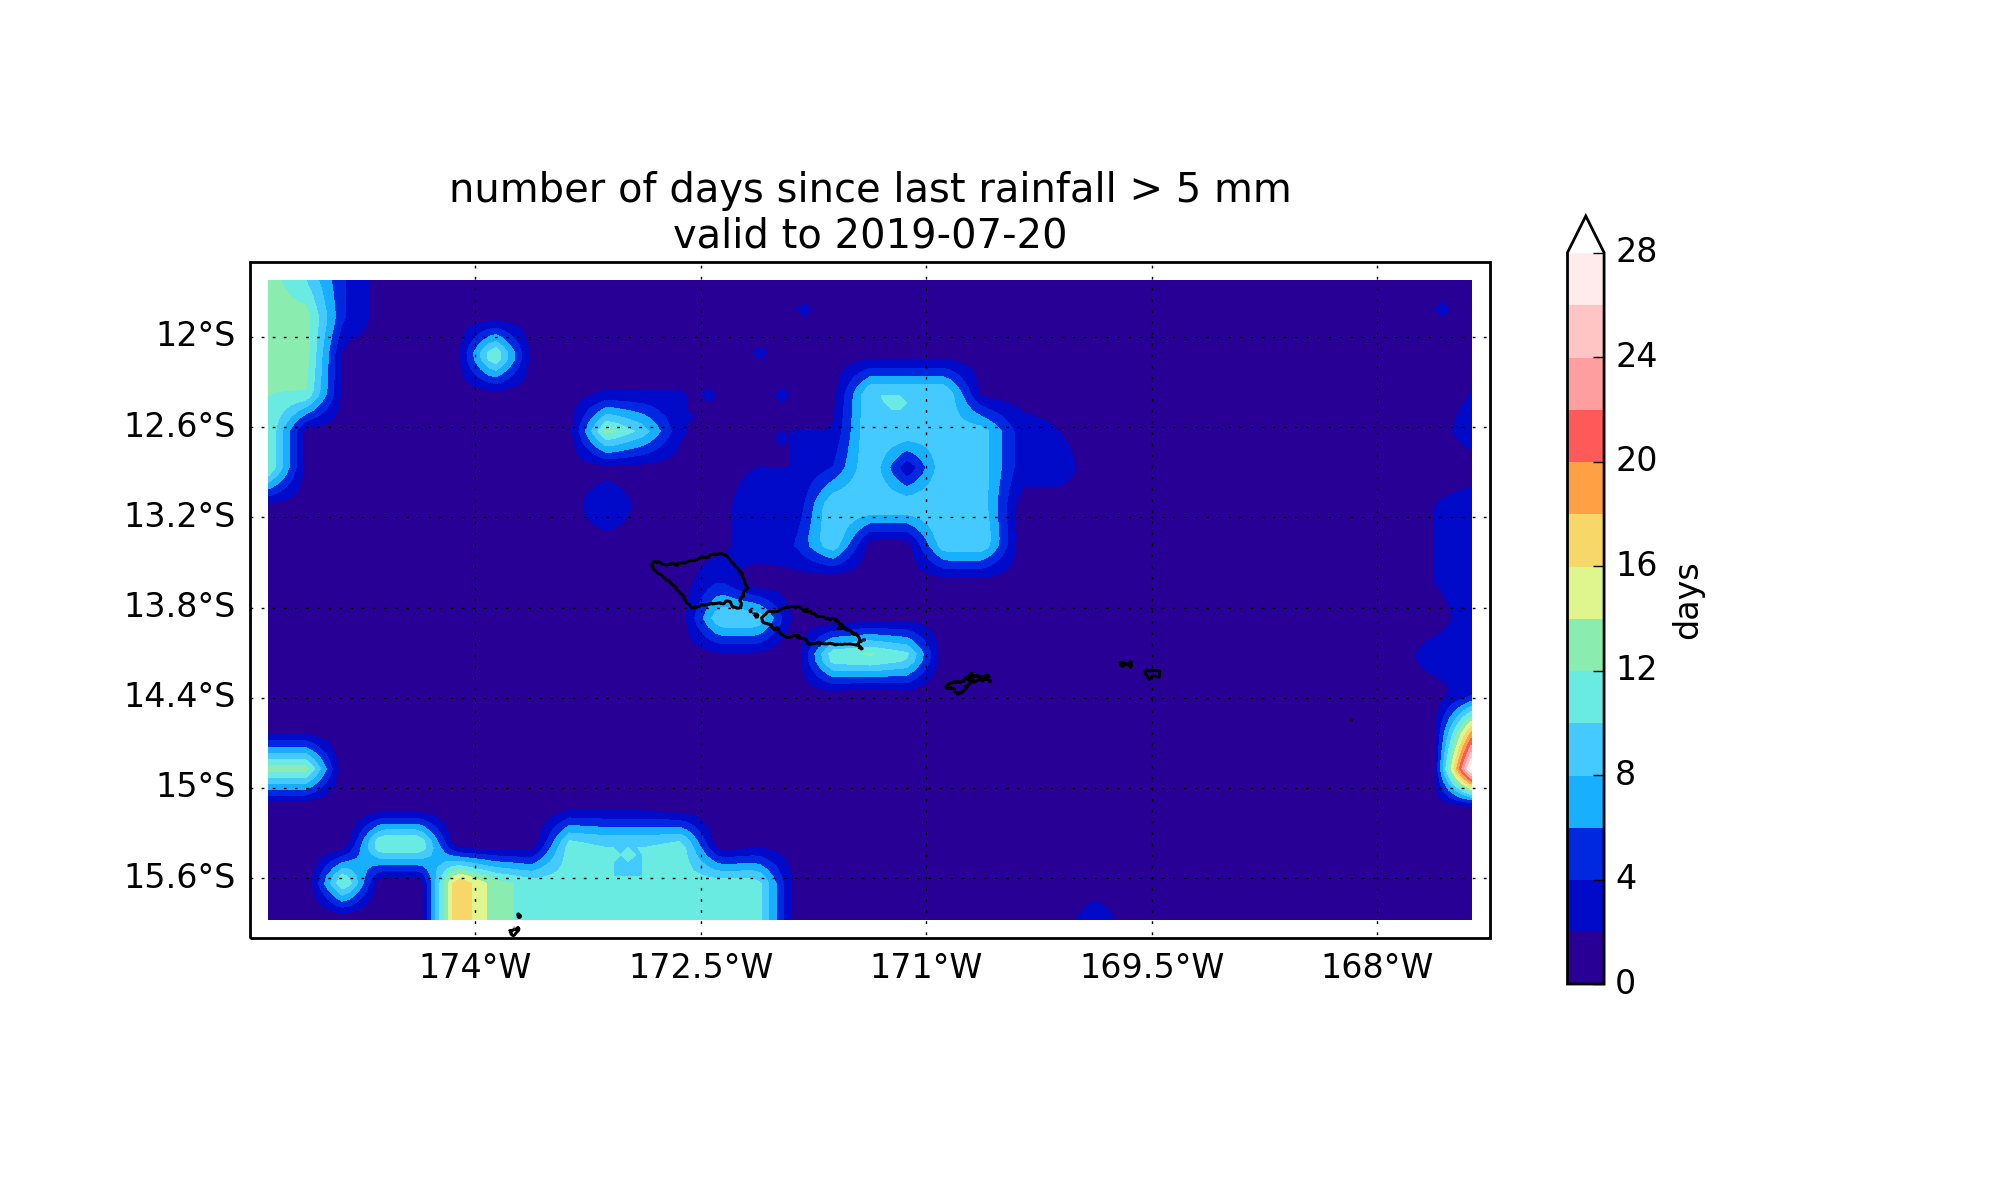 number of days since last rainfall > 5 mm
valid to 2019-07-20
12°S
12.6°S
13.2°S
13.8°S
14.4°S
15°S
15.6°S
174°W
172.5°W
171°W
169.5°W
168°W
28
24
20
16
12
8
4
0
days